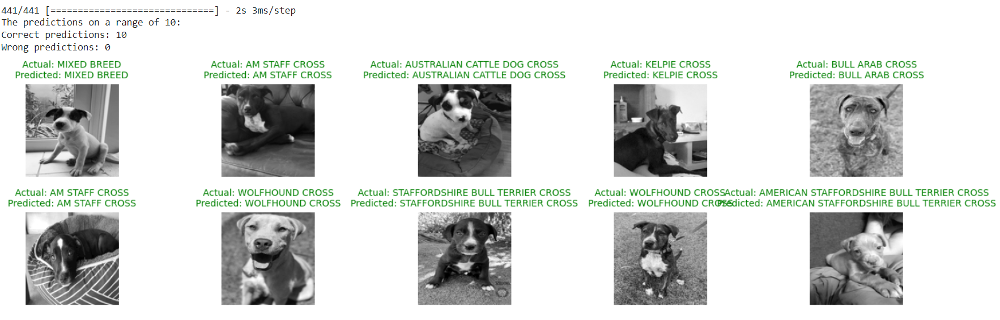 441/441 [==============================] - 2s 3ms/step
The predictions on a range of 10:
Correct predictions: 10
Wrong predictions: 0
Actual: MIXED BREED
Predicted: MIXED BREED
Actual: AM STAFF CROSS
Predicted: AM STAFF CROSS
Actual: AUSTRALIAN CATTLE DOG CROSS
Predicted: AUSTRALIAN CATTLE DOG CROSS
Actual: KELPIE CROSS
Predicted: KELPIE CROSS
Actual: BULL ARAB CROSS
Predicted: BULL ARAB CROSS
Actual: AM STAFF CROSS
Predicted: AM STAFF CROSS
Actual: WOLFHOUND CROSS
Predicted: WOLFHOUND CROSS
Actual: STAFFORDSHIRE BULL TERRIER CROSS
Predicted: STAFFORDSHIRE BULL TERRIER CROSS
Actual: WOLFHOUND CROSS
Predicted: WOLFHOUND CROSS
Actual: AMERICAN STAFFORDSHIRE BULL TERRIER CROSS
Predicted: AMERICAN STAFFORDSHIRE BULL TERRIER CROSS